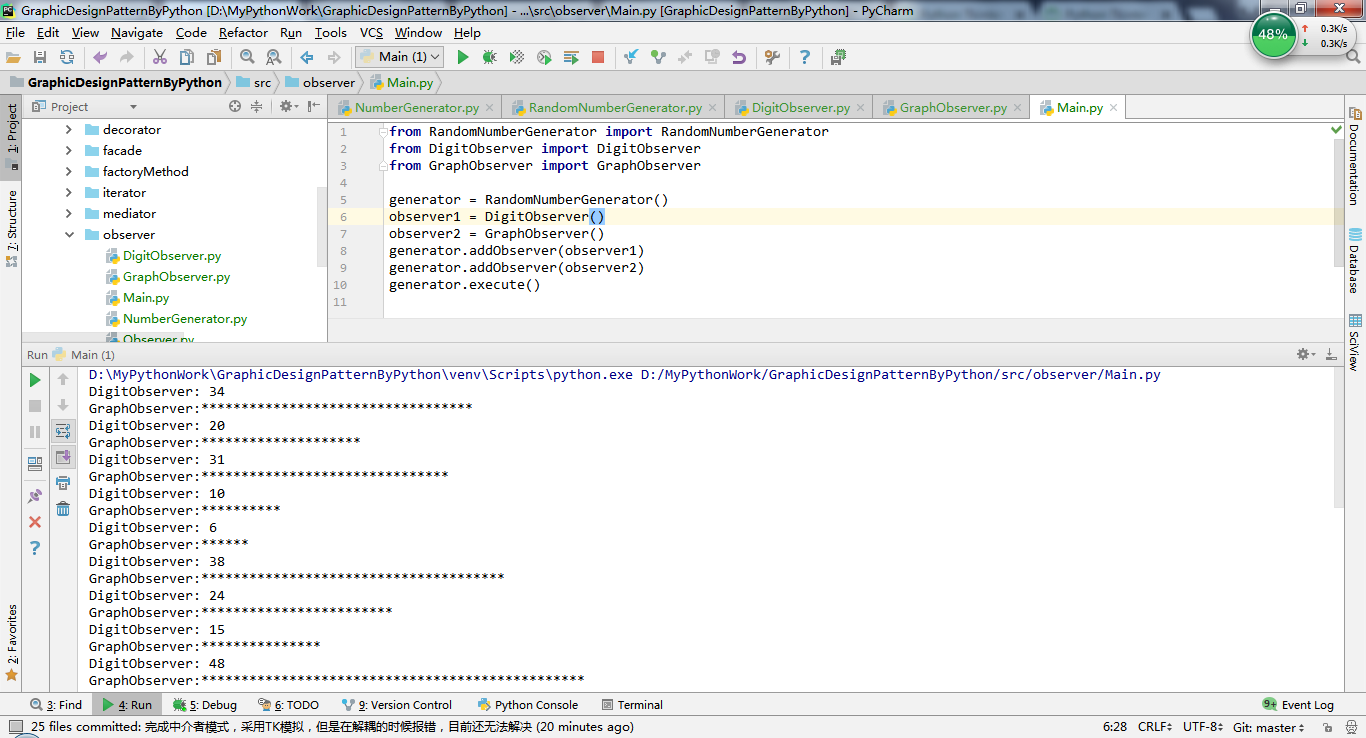 GraphicDesignPatternByPython [D:\MyPythonWork\GraphicDesignPatternByPython] - ...\src\observer\Main.py [GraphicDesignPatternByPython] - PyCharm
File Edit View Navigate Code Refactor Run Tools VCS Window Help
48%
0.3K/s
0.3K/s
Main (1)
GraphicDesignPatternByPython src observer Main.py
1: Project
7: Structure
2: Favorites
Project
decorator
facade
factoryMethod
iterator
mediator
observer
DigitObserver.py
GraphObserver.py
Main.py
NumberGenerator.py
Observer.py
NumberGenerator.py RandomNumberGenerator.py DigitObserver.py GraphObserver.py Main.py
1 from RandomNumberGenerator import RandomNumberGenerator
2 from DigitObserver import DigitObserver
3 from GraphObserver import GraphObserver
4
5 generator = RandomNumberGenerator()
6 observer1 = DigitObserver()
7 observer2 = GraphObserver()
8 generator.addObserver(observer1)
9 generator.addObserver(observer2)
10 generator.execute()
11
Documentation
Database
SciView
Run Main (1)
D:\MyPythonWork\GraphicDesignPatternByPython\venv\Scripts\python.exe D:/MyPythonWork/GraphicDesignPatternByPython/src/observer/Main.py
DigitObserver: 34
GraphObserver:**********************************
DigitObserver: 20
GraphObserver:********************
DigitObserver: 31
GraphObserver:*******************************
DigitObserver: 10
GraphObserver:**********
DigitObserver: 6
GraphObserver:******
DigitObserver: 38
GraphObserver:**************************************
DigitObserver: 24
GraphObserver:************************
DigitObserver: 15
GraphObserver:***************
DigitObserver: 48
GraphObserver:************************************************
3: Find 4: Run 5: Debug 6: TODO 9: Version Control Python Console Terminal 9+ Event Log
25 files committed: 完成中介者模式，采用TK模拟，但是在解耦的时候报错，目前还无法解决 (20 minutes ago) 6:28 CRLF UTF-8 Git: master